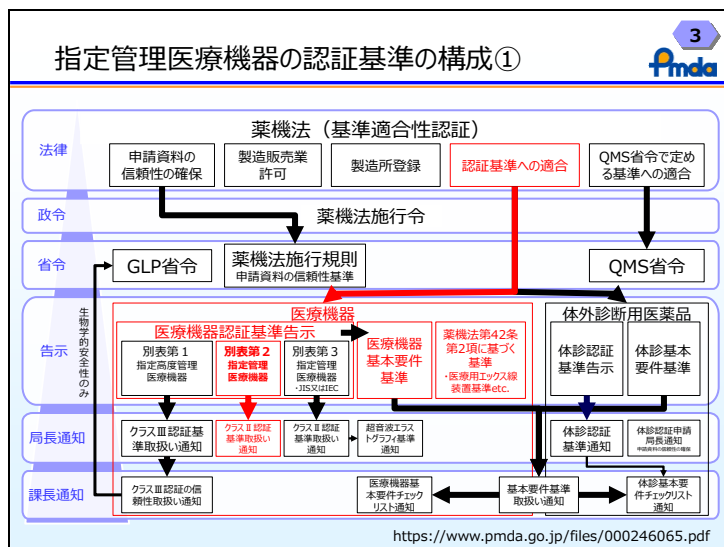 3
指定管理医療機器の認証基準の構成①
Pmda
法律
薬機法（基準適合性認証）
申請資料の
信頼性の確保
製造販売業
許可
製造所登録
認証基準への適合
QMS省令で定め
る基準への適合
政令
薬機法施行令
省令
GLP省令
薬機法施行規則
申請資料の信頼性基準
QMS省令
生物学的安全性のみ
告示
医療機器
医療機器認証基準告示
別表第１
指定高度管理
医療機器
別表第２
指定管理
医療機器
別表第３
指定管理
医療機器
・JIS又はIEC
医療機器
基本要件
基準
薬機法第42条
第2項に基づく
基準
・医療用エックス線
装置基準etc.
体外診断用医薬品
体診認証
基準告示
体診基本
要件基準
局長通知
クラスⅢ認証基
準取扱い通知
クラスⅡ認証
基準取扱い
通知
クラスⅡ認証
基準取扱い
通知
超音波エラス
トグラフィ基準
通知
体診認証
基準通知
体診認証申請
局長通知
申請資料の信頼性の確保
課長通知
クラスⅢ認証の信
頼性取扱い通知
医療機器基
本要件チェック
リスト通知
基本要件基準
取扱い通知
体診基本要
件チェックリスト
通知
https://www.pmda.go.jp/files/000246065.pdf